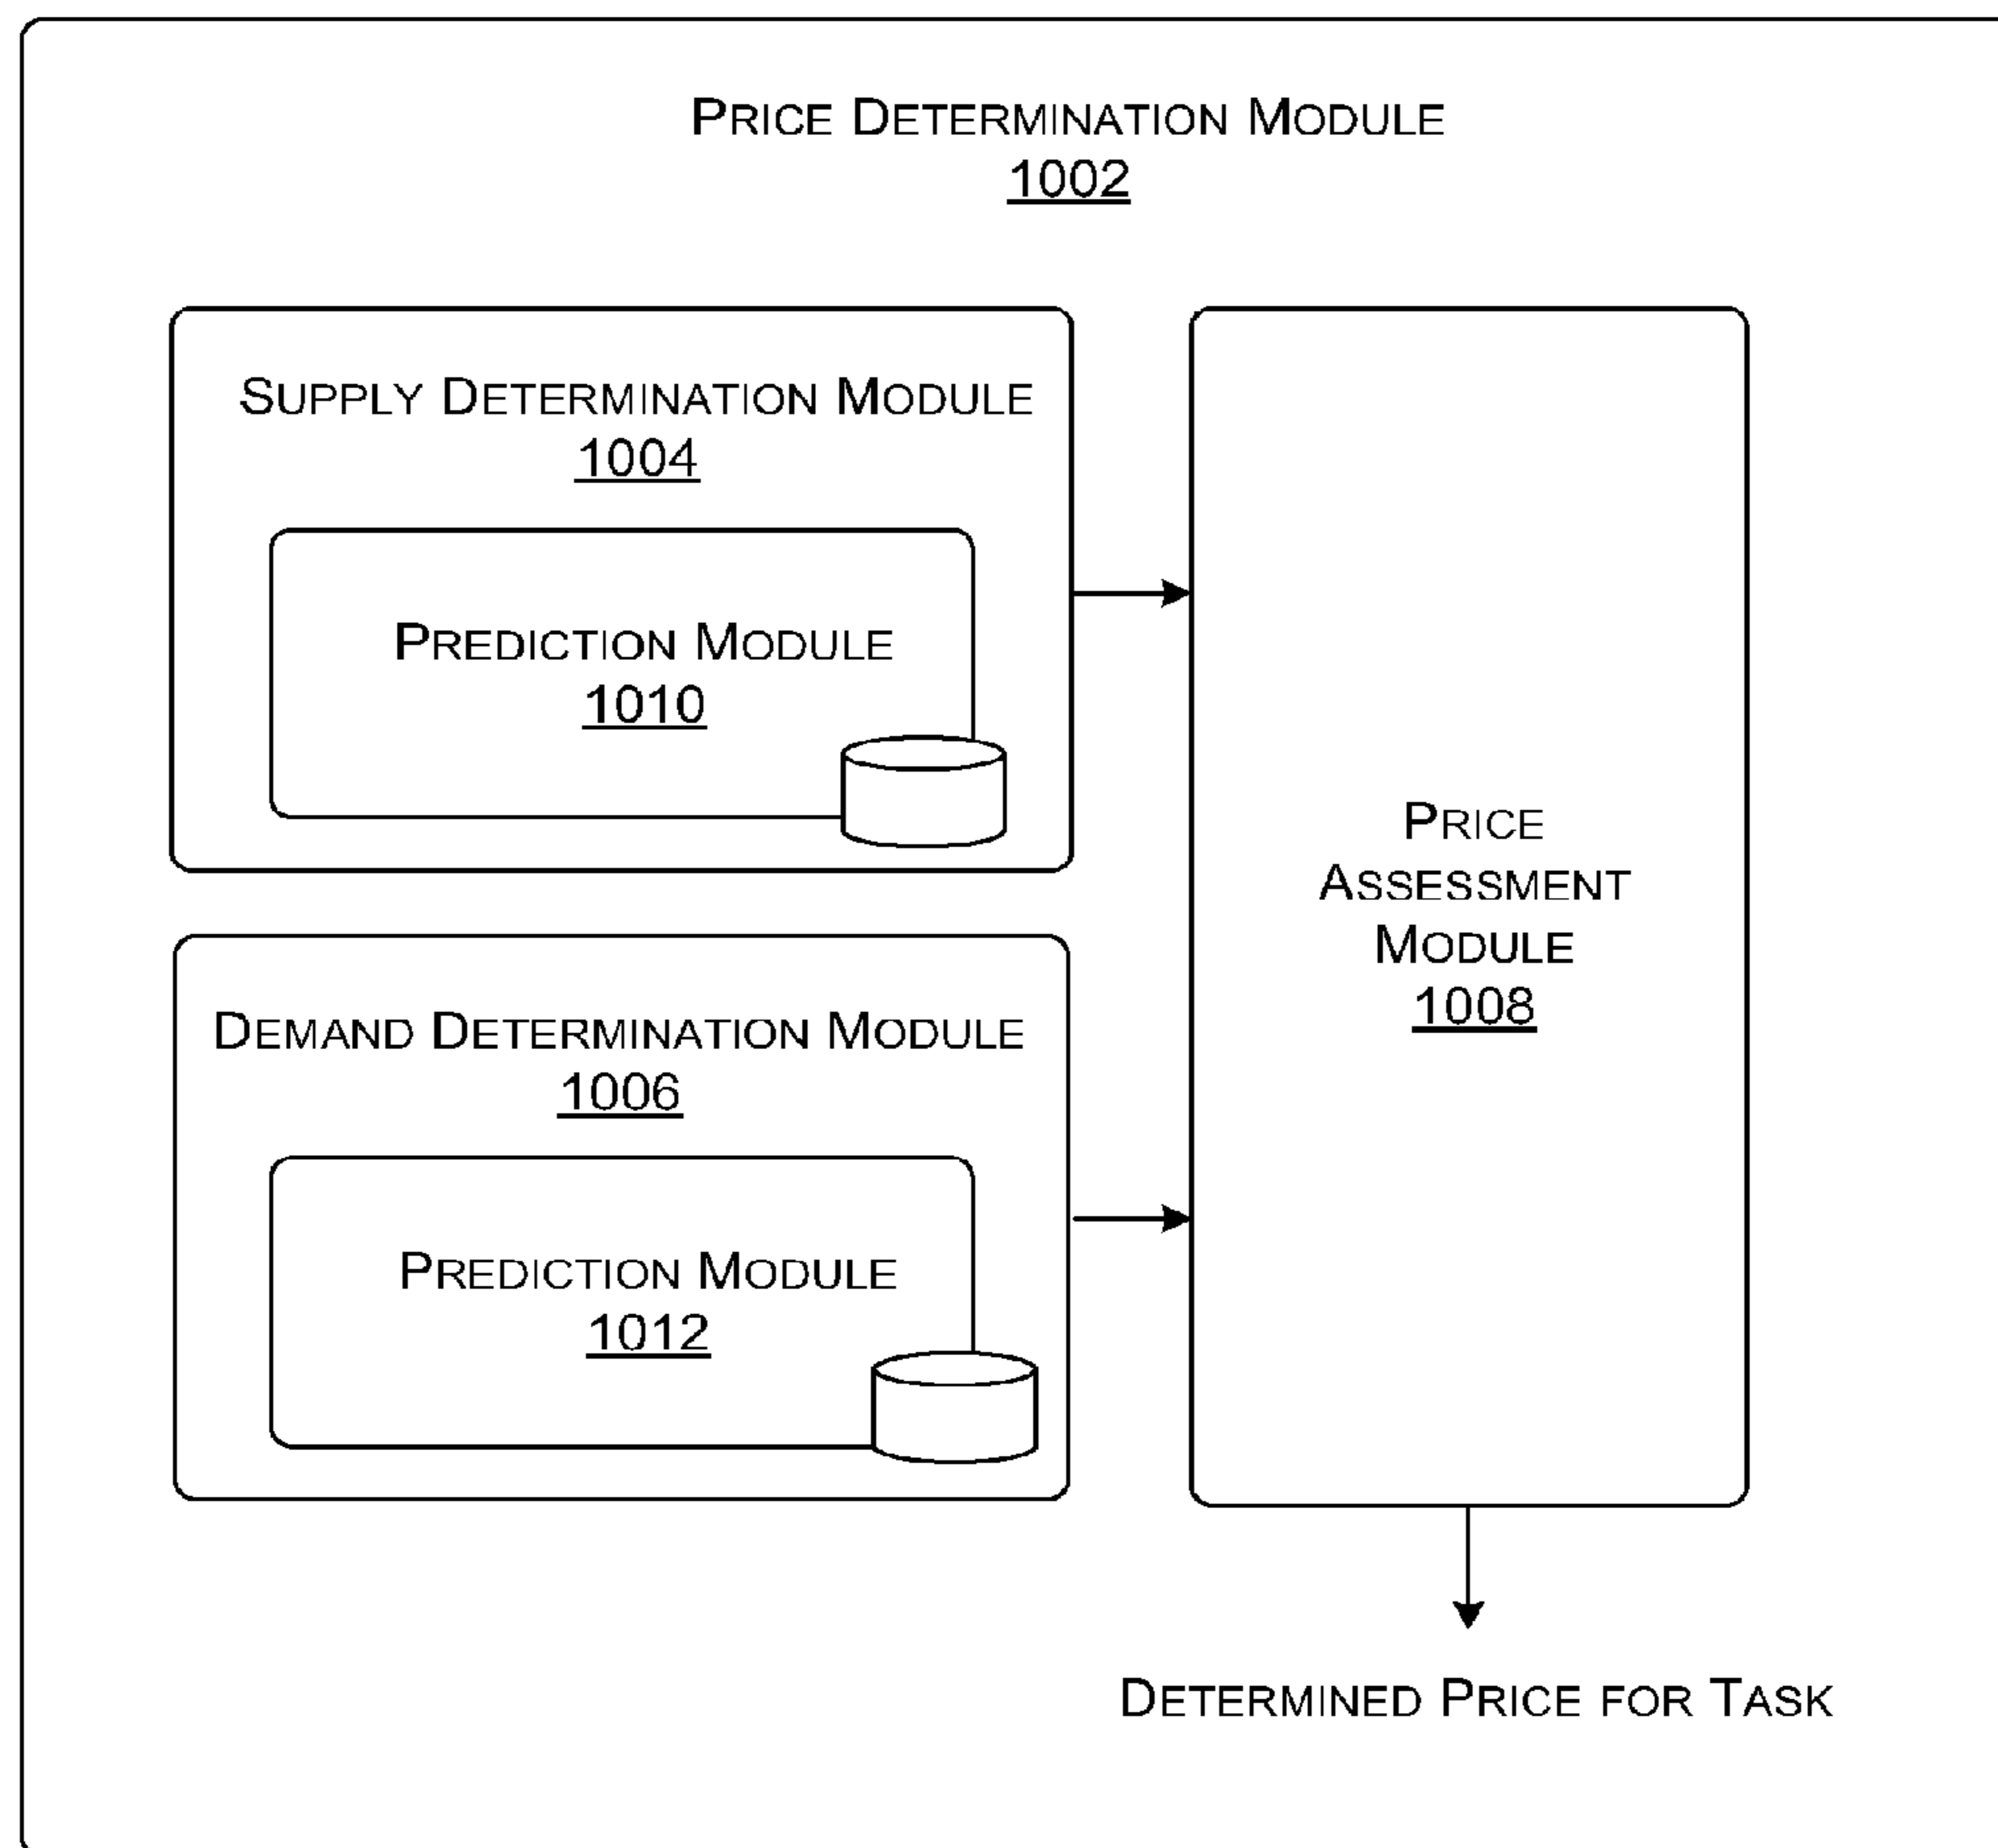 PRICE DETERMINATION MODULE
1002
SUPPLY DETERMINATION MODULE
1004
PREDICTION MODULE
1010
DEMAND DETERMINATION MODULE
1006
PREDICTION MODULE
1012
PRICE
ASSESSMENT
MODULE
1008
DETERMINED PRICE FOR TASK